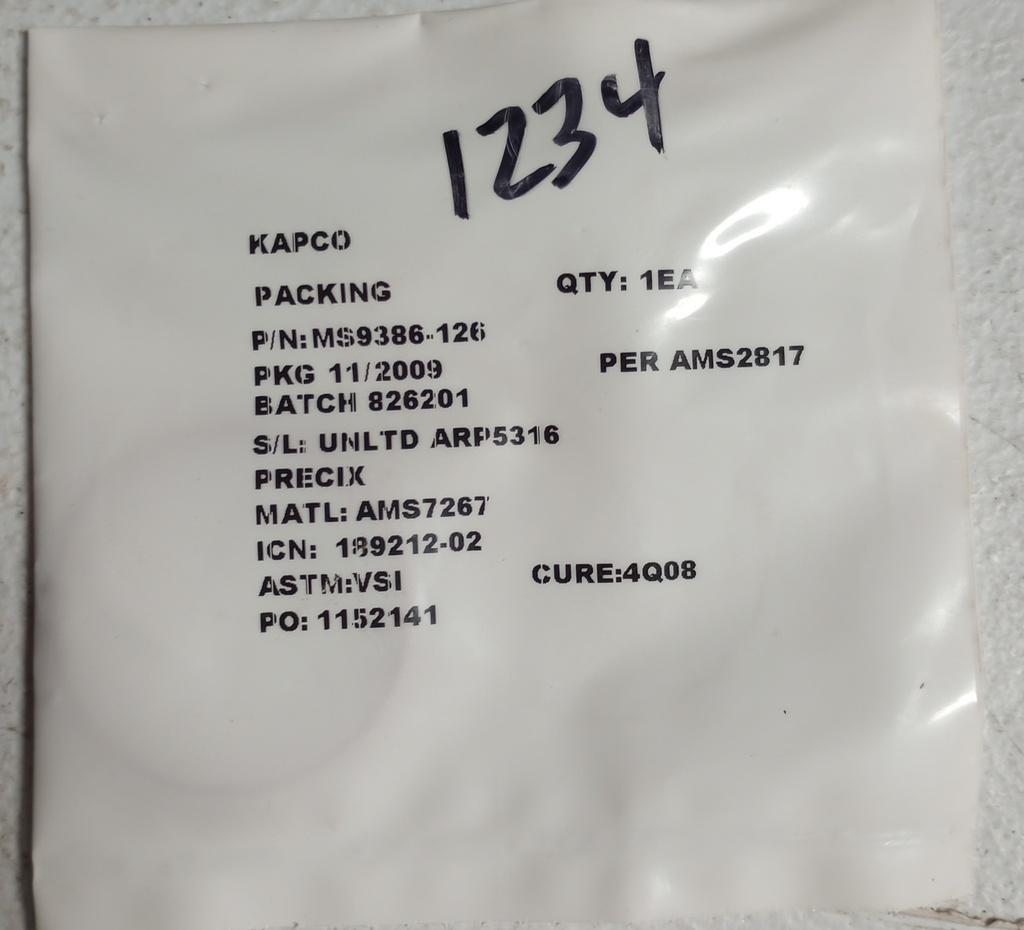 1234
KAPCO
PACKING QTY: 1EA
P/N: MS9386-126
PKG 11/2009 PER AMS2817
BATCH 826201
S/L: UNLTD ARP5316
PRECIX
MATL: AMS7267
ICN: 189212-02
ASTM:VSI CURE:4Q08
PO: 1152141